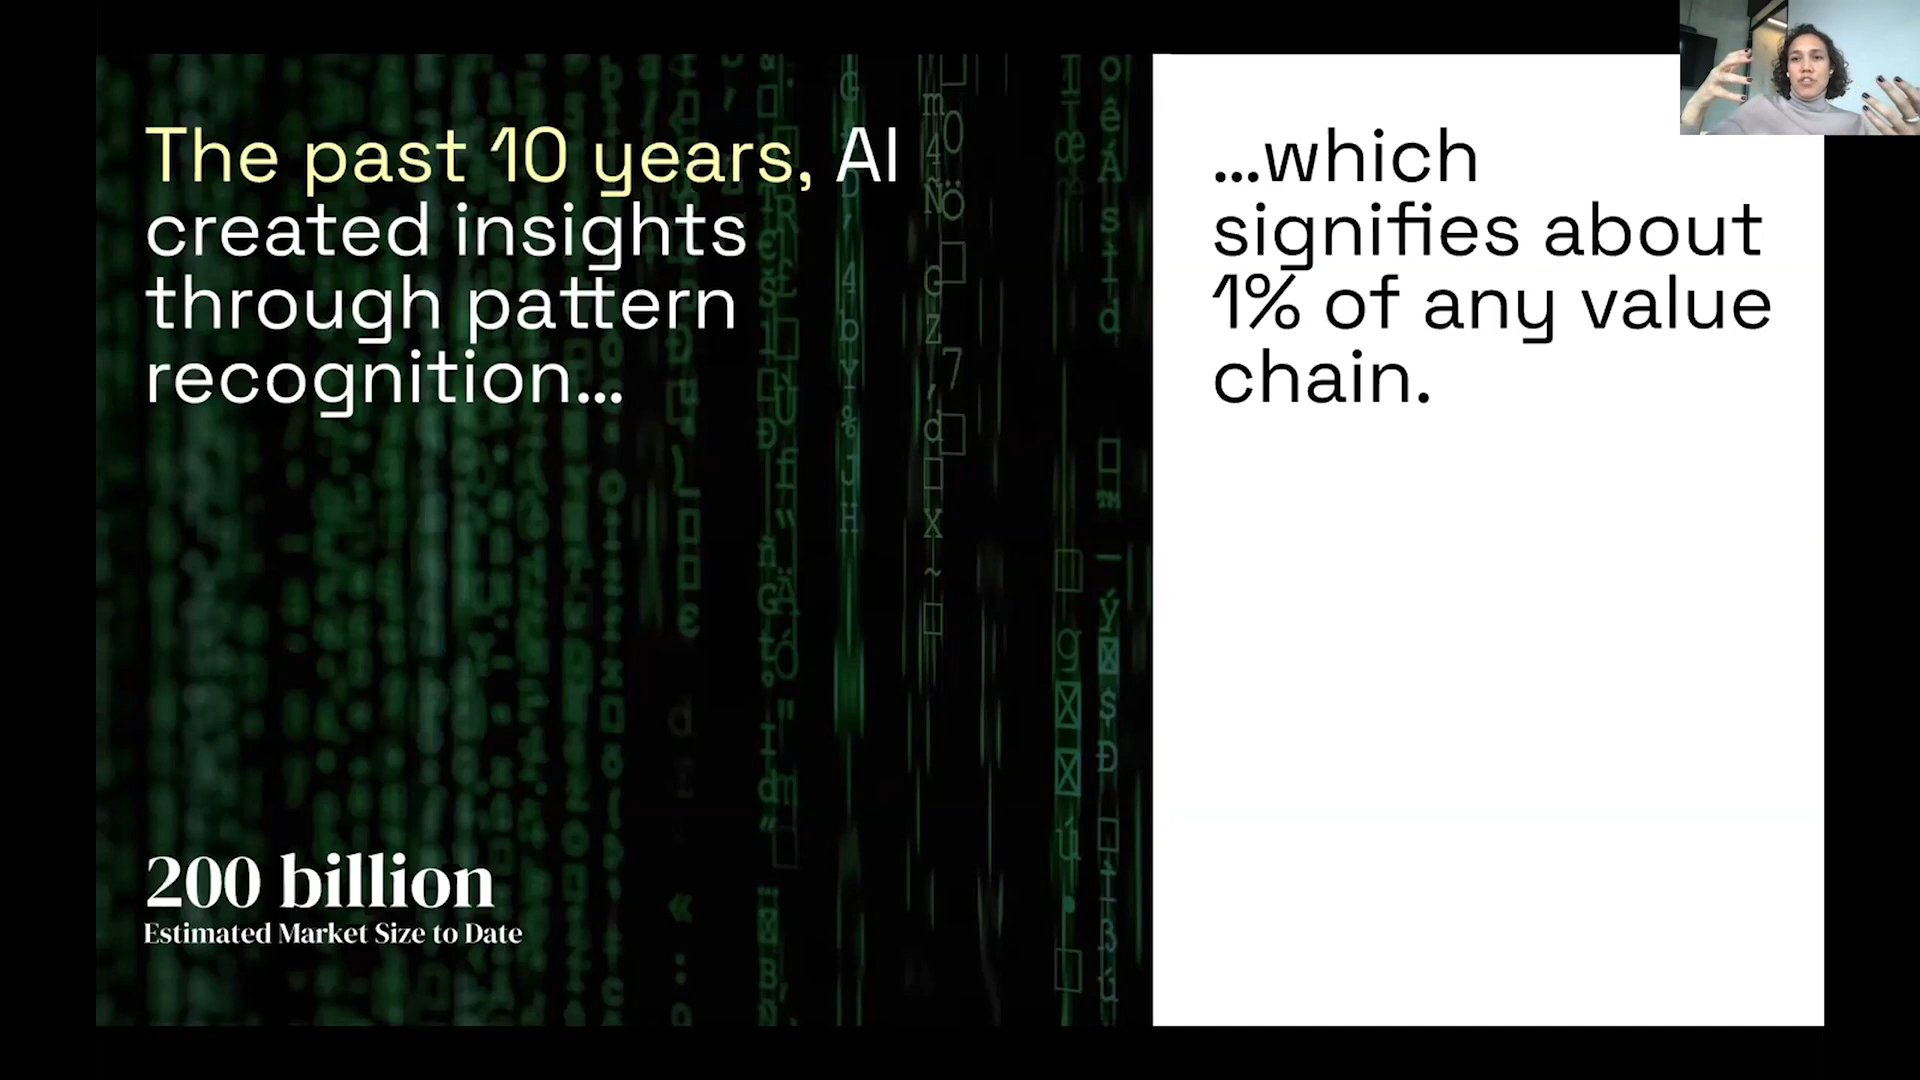 The past 10 years, AI
created insights
through pattern
recognition...
200 billion
Estimated Market Size to Date
...which
signifies about
1% of any value
chain.